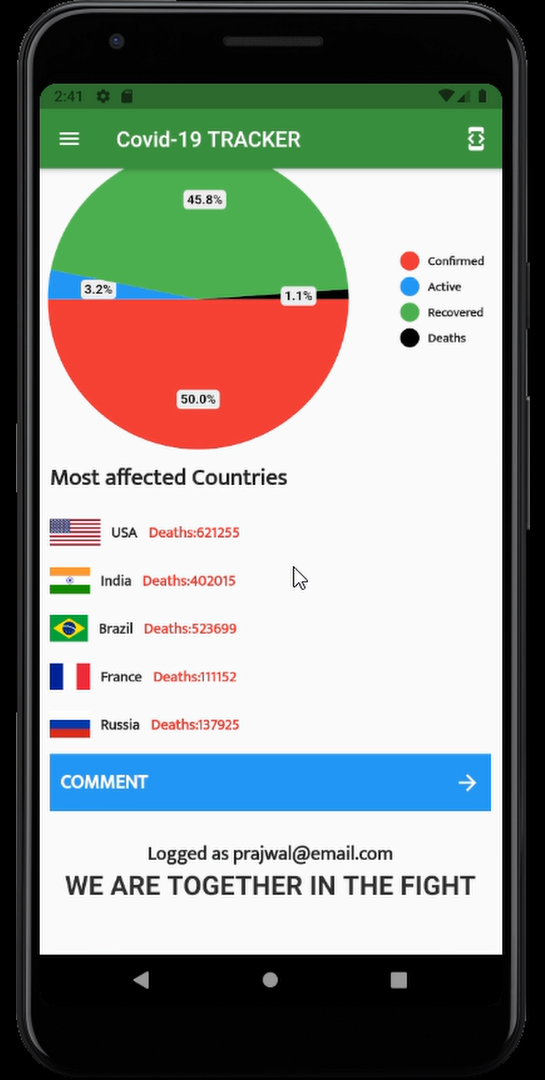 2:41
Covid-19 TRACKER
45.8%
3.2%
1.1%
50.0%
Confirmed
Active
Recovered
Deaths
Most affected Countries
USA Deaths:621255
India Deaths:402015
Brazil Deaths:523699
France Deaths:111152
Russia Deaths:137925
COMMENT
Logged as prajwal@email.com
WE ARE TOGETHER IN THE FIGHT